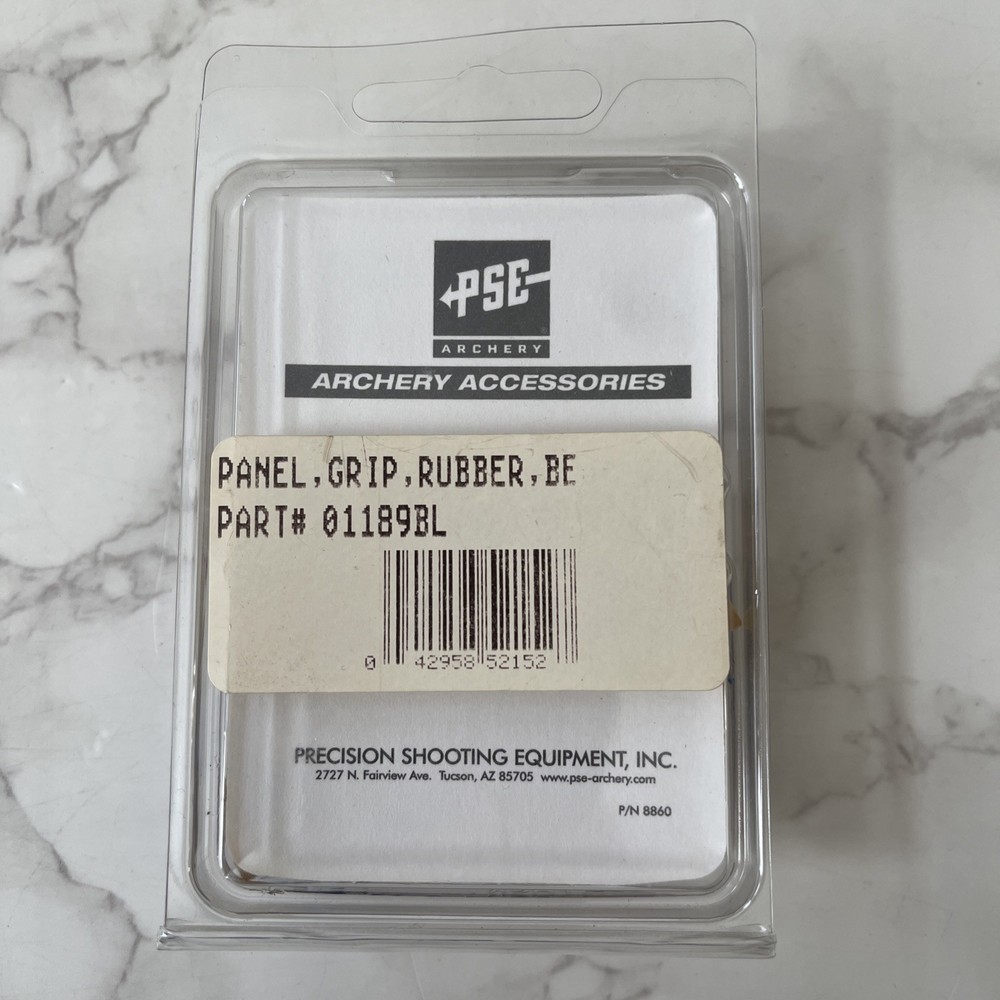 PSE
ARCHERY
ARCHERY ACCESSORIES
PANEL,GRIP,RUBBER,BE
PART# 01189BL
0 42958 52152
PRECISION SHOOTING EQUIPMENT, INC.
2727 N. Fairview Ave. Tucson, AZ 85705 www.pse-archery.com
P/N 8860